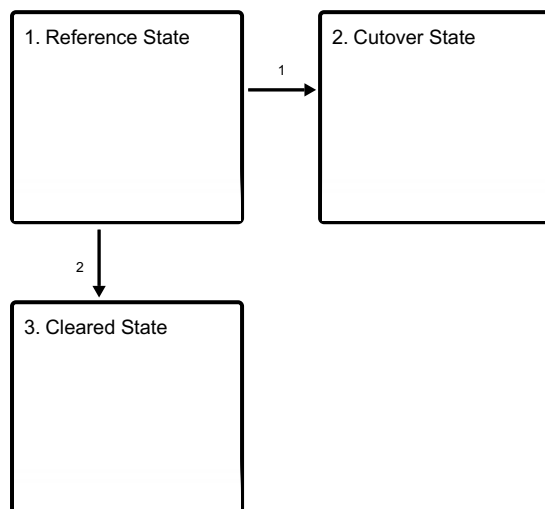 1. Reference State
1
2. Cutover State
2
3. Cleared State